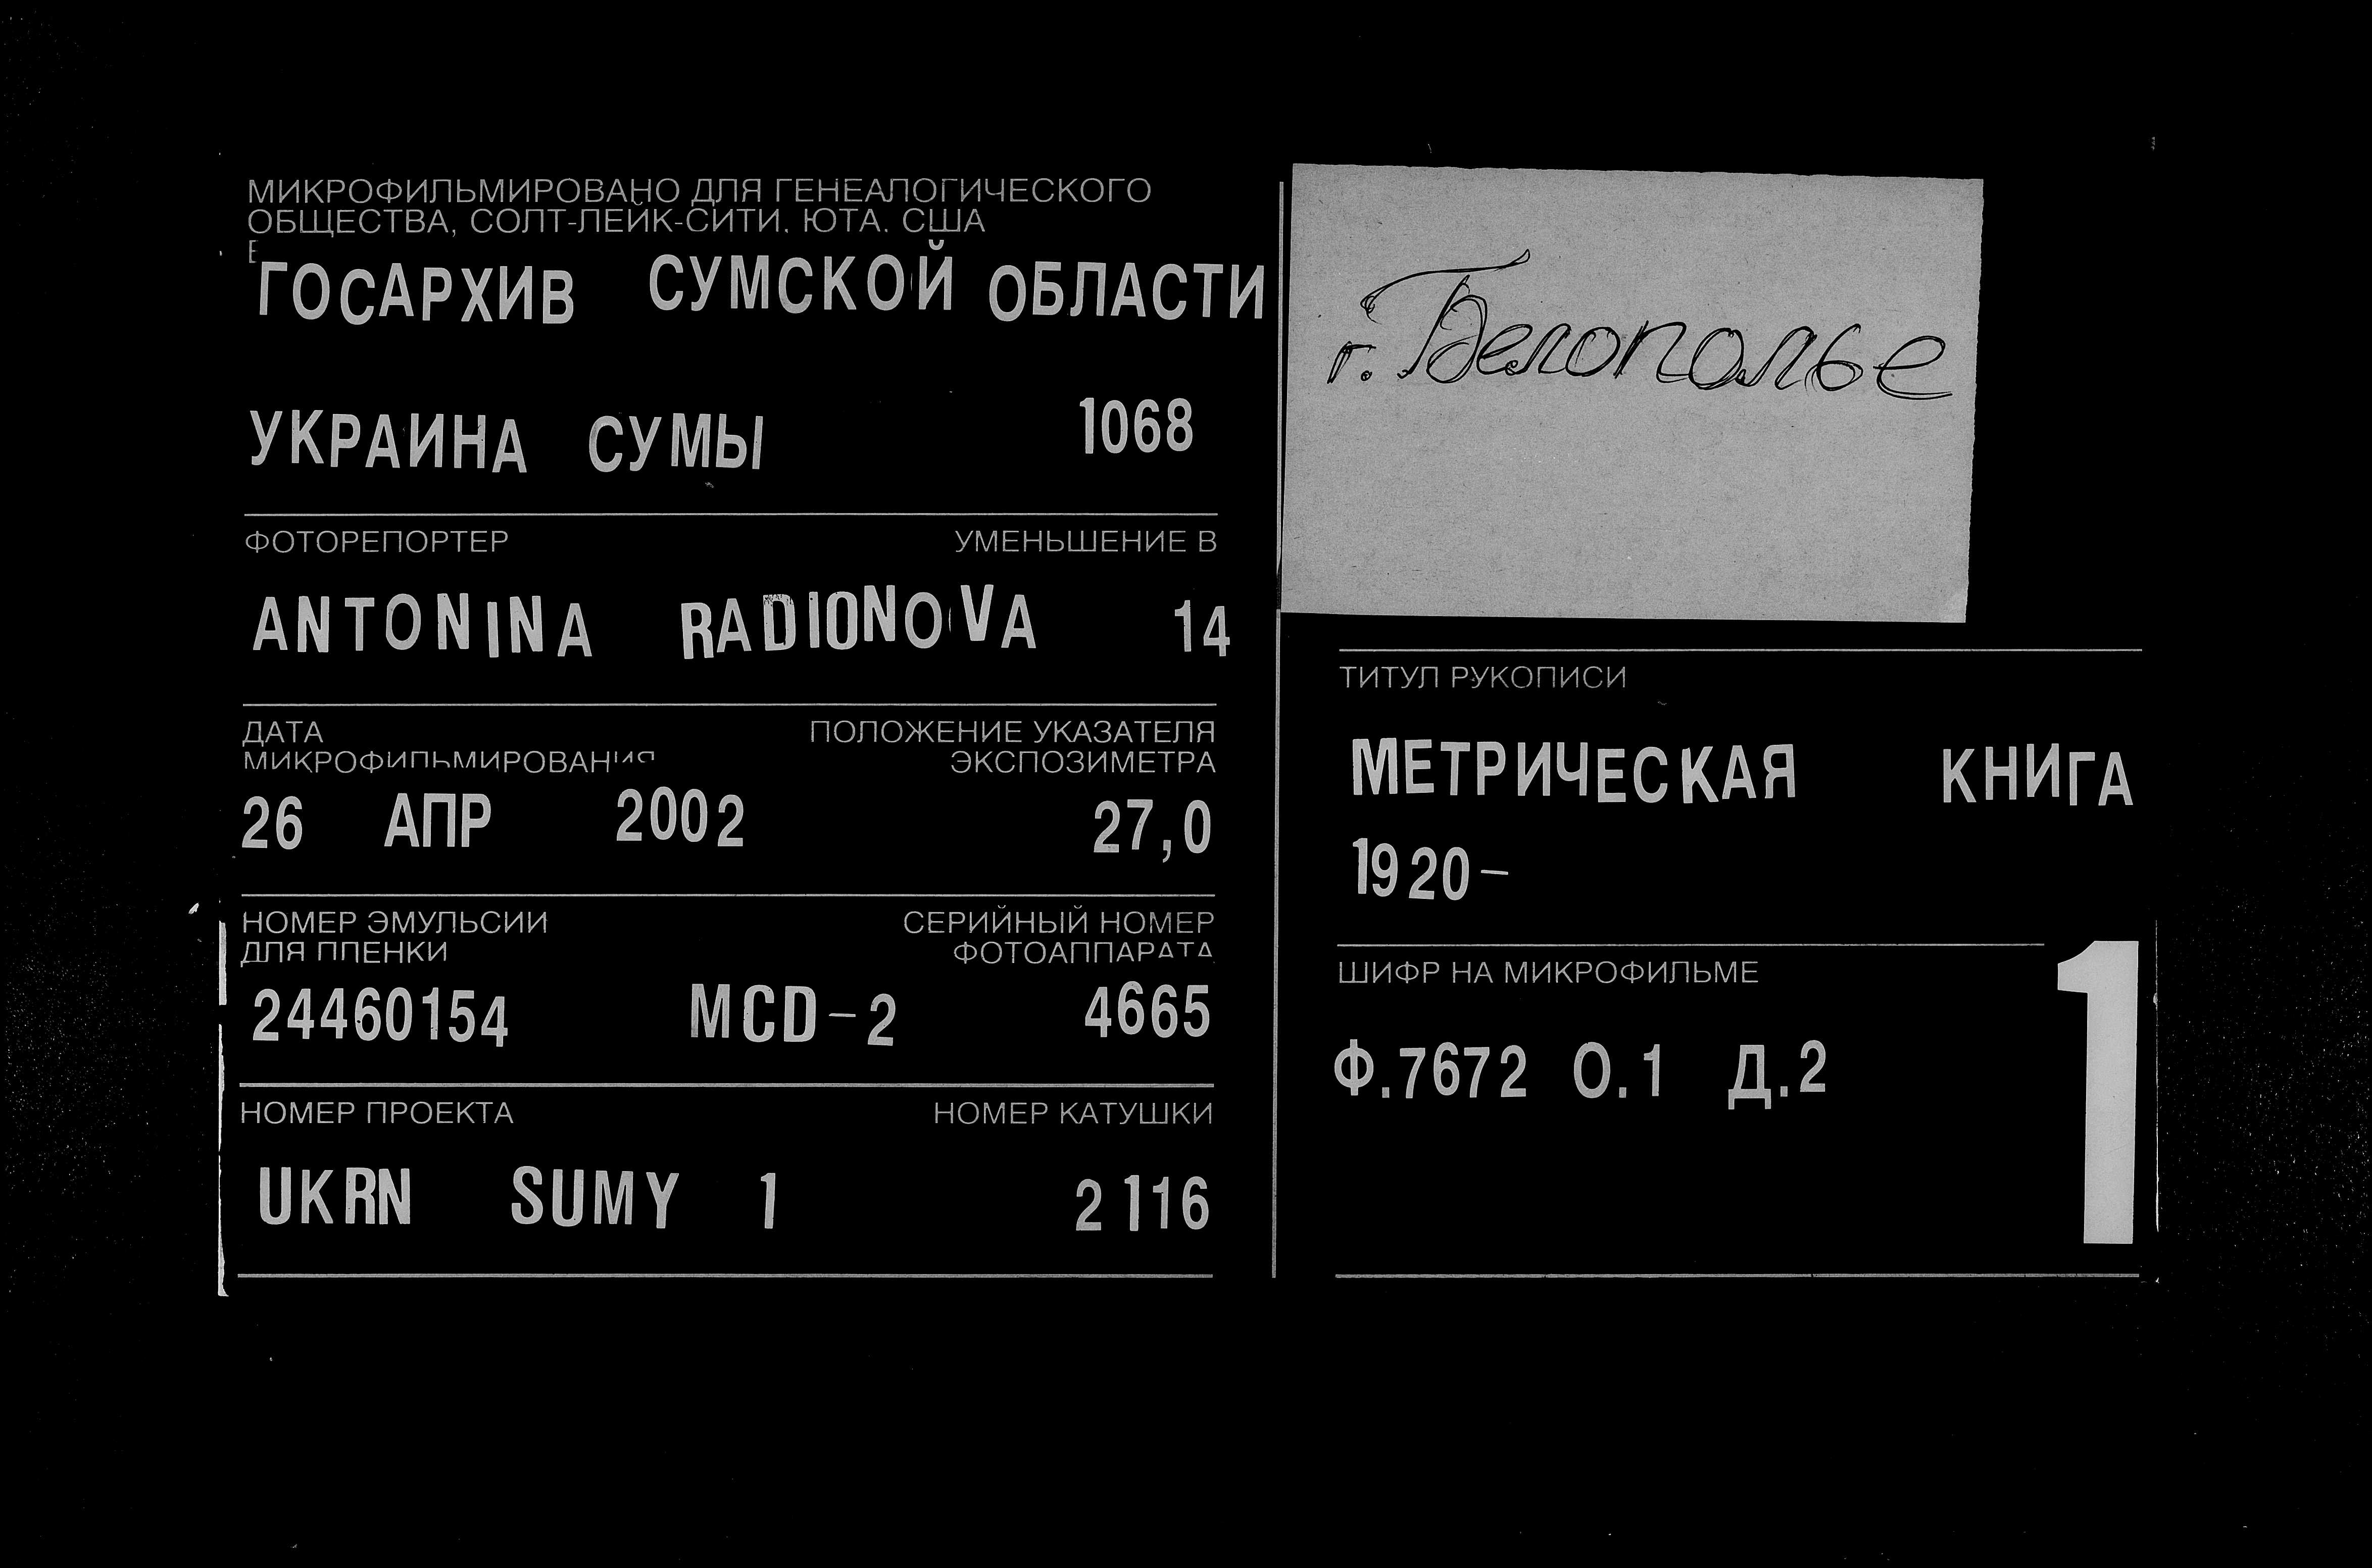 МИКРОФИЛЬМИРОВАНО ДЛЯ ГЕНЕАЛОГИЧЕСКОГО
ОБЩЕСТВА, СОЛТ-ЛЕЙК-СИТИ. ЮТА. США
ГОСАРХИВ СУМСКОЙ ОБЛАСТИ
УКРАИНА СУМЫ 1068
ФОТОРЕПОРТЕР УМЕНЬШЕНИЕ В
ANTONINA RADIONOVA 14
ДАТА ПОЛОЖЕНИЕ УКАЗАТЕЛЯ
МИКРОФИЛЬМИРОВАНИЯ ЭКСПОЗИМЕТРА
26 АПР 2002 27,0
НОМЕР ЭМУЛЬСИИ СЕРИЙНЫЙ НОМЕР
ДЛЯ ПЛЕНКИ ФОТОАППАРАТА
24460154 MCD-2 4665
НОМЕР ПРОЕКТА НОМЕР КАТУШКИ
UKRN SUMY 1 2116
г. Белополье
ТИТУЛ РУКОПИСИ
МЕТРИЧЕСКАЯ КНИГА
1920-
ШИФР НА МИКРОФИЛЬМЕ
Ф.7672 О.1 Д.2
1